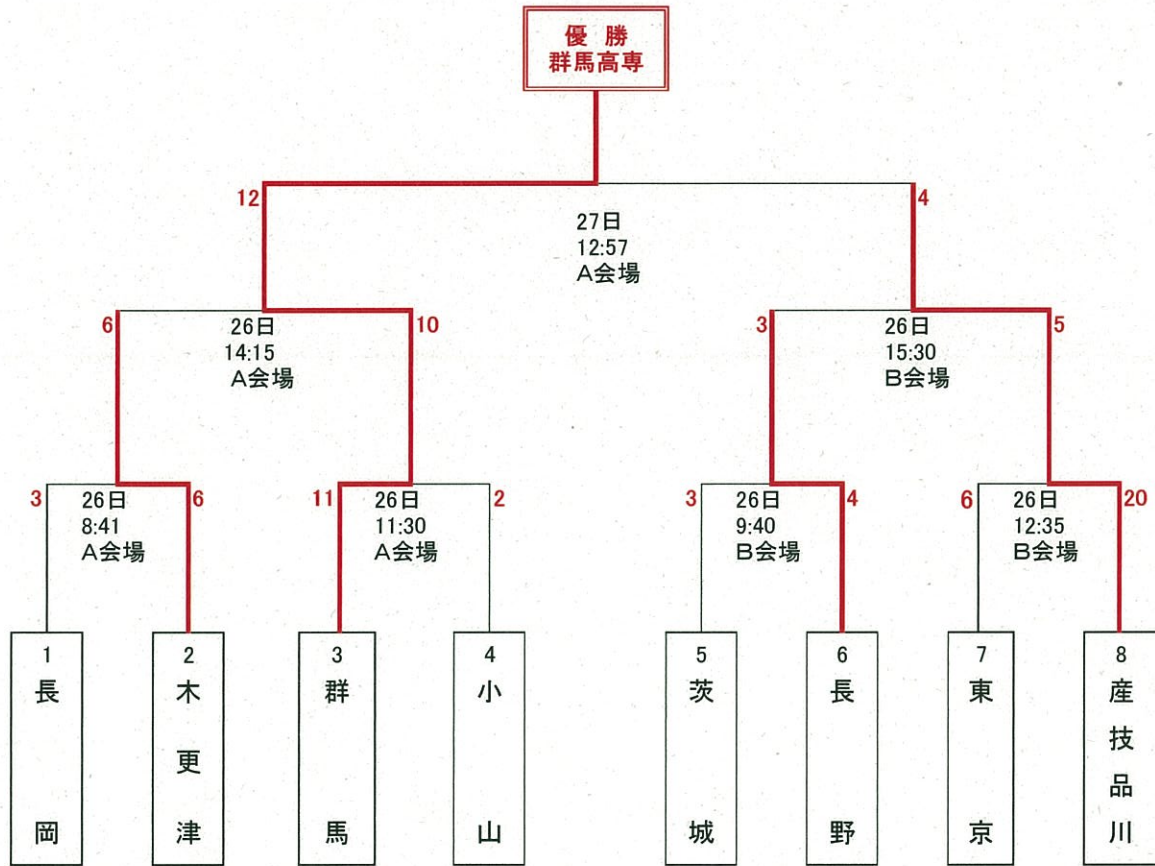 優勝
群馬高専
12
4
27日
12:57
A会場
6
10
3
5
26日
14:15
A会場
26日
15:30
B会場
3
6
11
2
3
4
6
20
26日
8:41
A会場
26日
11:30
A会場
26日
9:40
B会場
26日
12:35
B会場
1
長岡
2
木更津
3
群馬
4
小山
5
茨城
6
長野
7
東京
8
産技品川